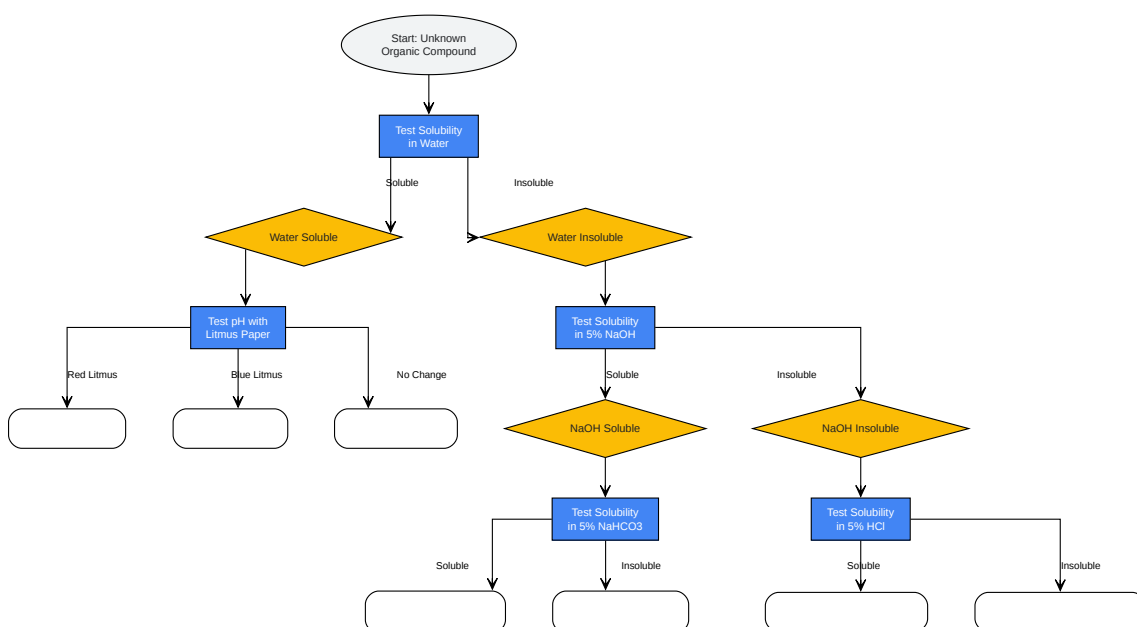 Start: Unknown
Organic Compound
Test Solubility
in Water
Soluble
Insoluble
Water Soluble
Water Insoluble
Test pH with
Litmus Paper
Test Solubility
in 5% NaOH
Red Litmus
Blue Litmus
No Change
Soluble
Insoluble
NaOH Soluble
NaOH Insoluble
Test Solubility
in 5% NaHCO3
Test Solubility
in 5% HCl
Soluble
Insoluble
Soluble
Insoluble